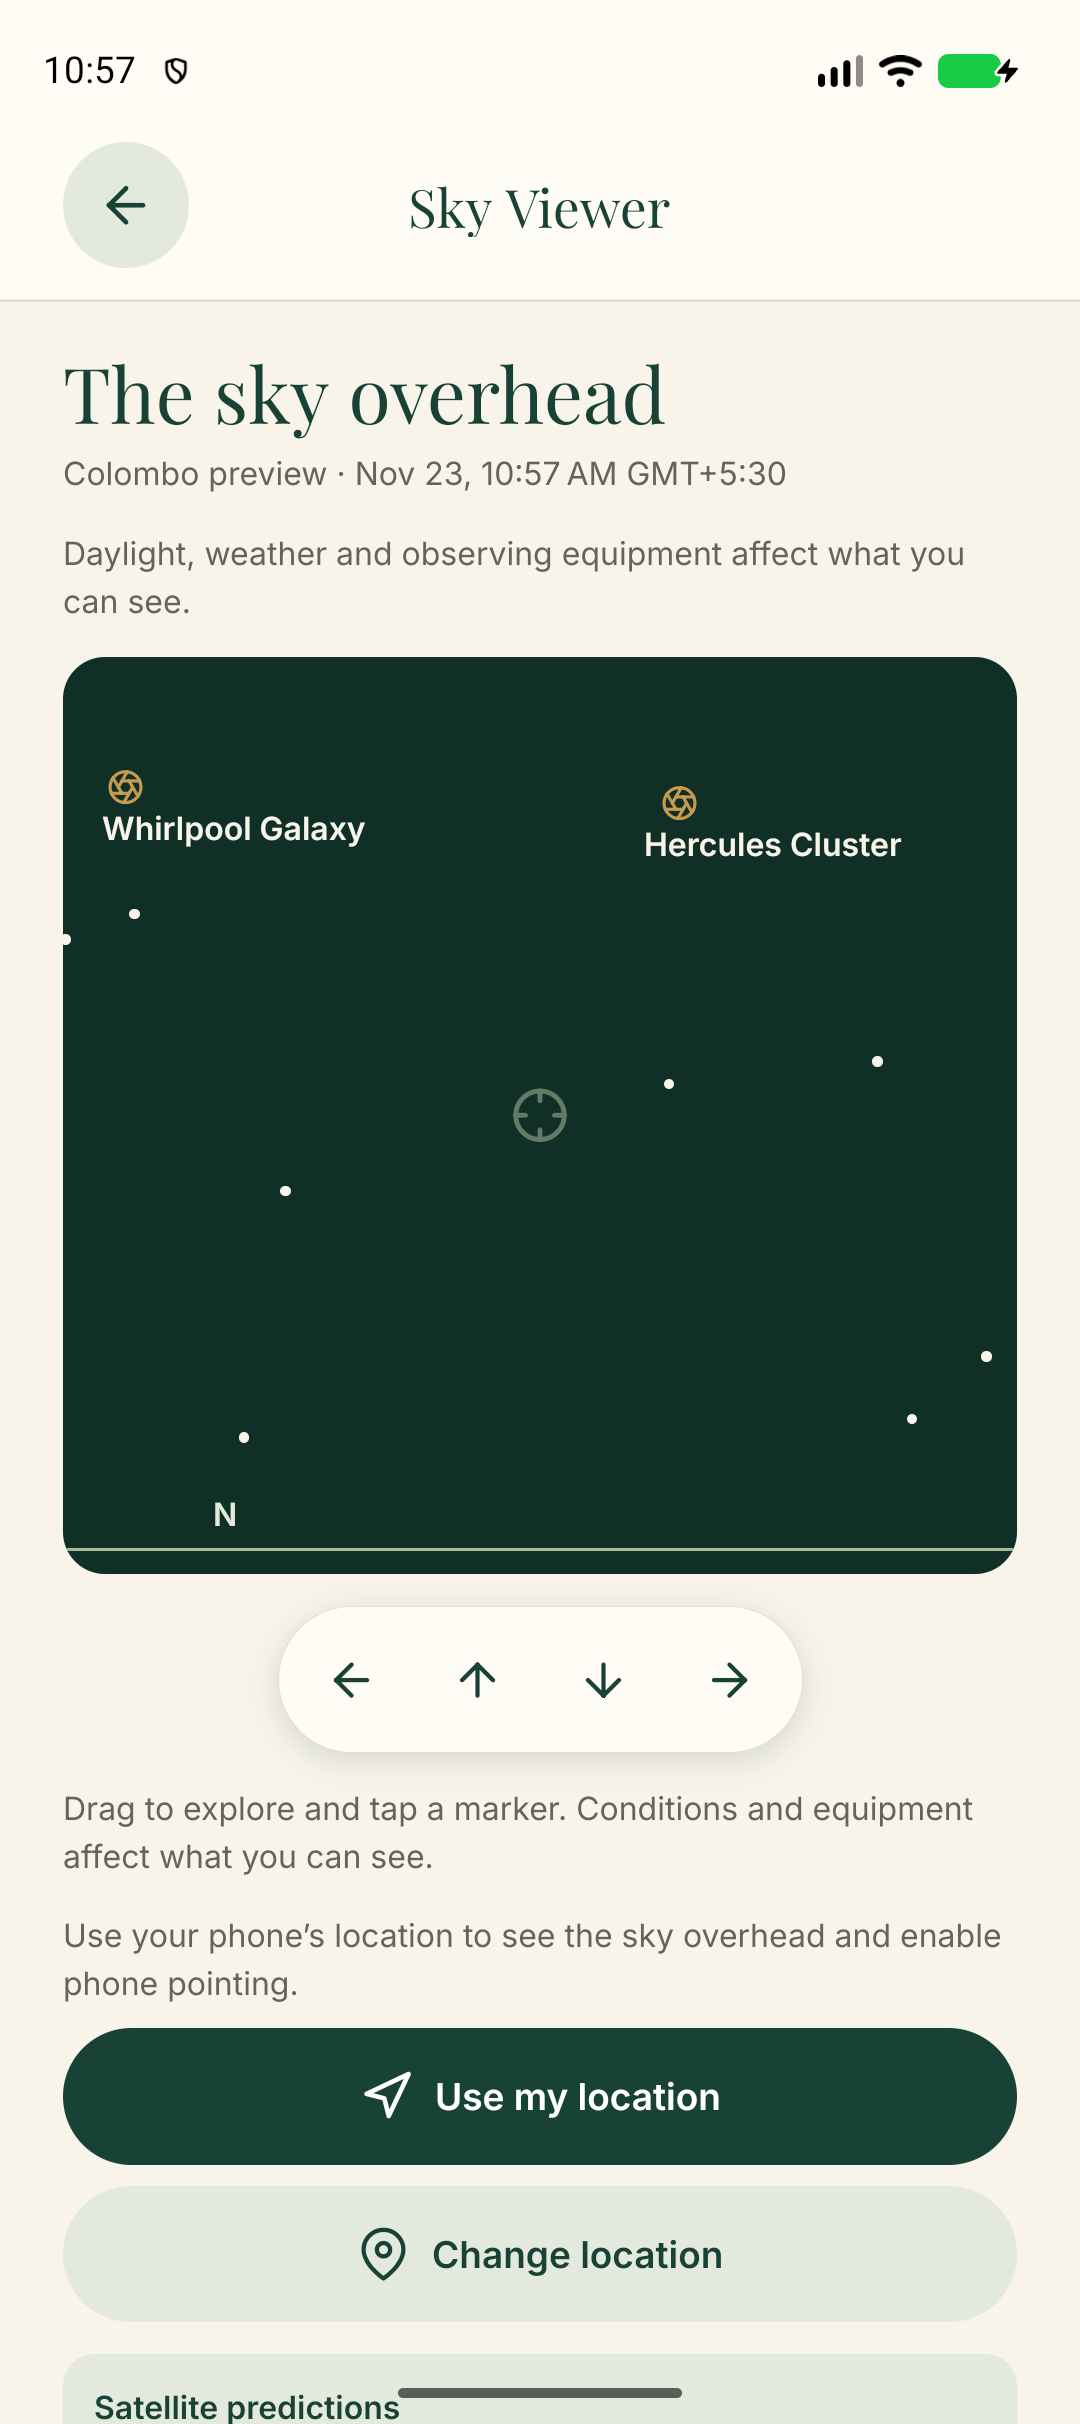 10:57
Sky Viewer
The sky overhead
Colombo preview · Nov 23, 10:57 AM GMT+5:30
Daylight, weather and observing equipment affect what you
can see.
Whirlpool Galaxy
Hercules Cluster
N
Drag to explore and tap a marker. Conditions and equipment
affect what you can see.
Use your phone’s location to see the sky overhead and enable
phone pointing.
Use my location
Change location
Satellite predictions